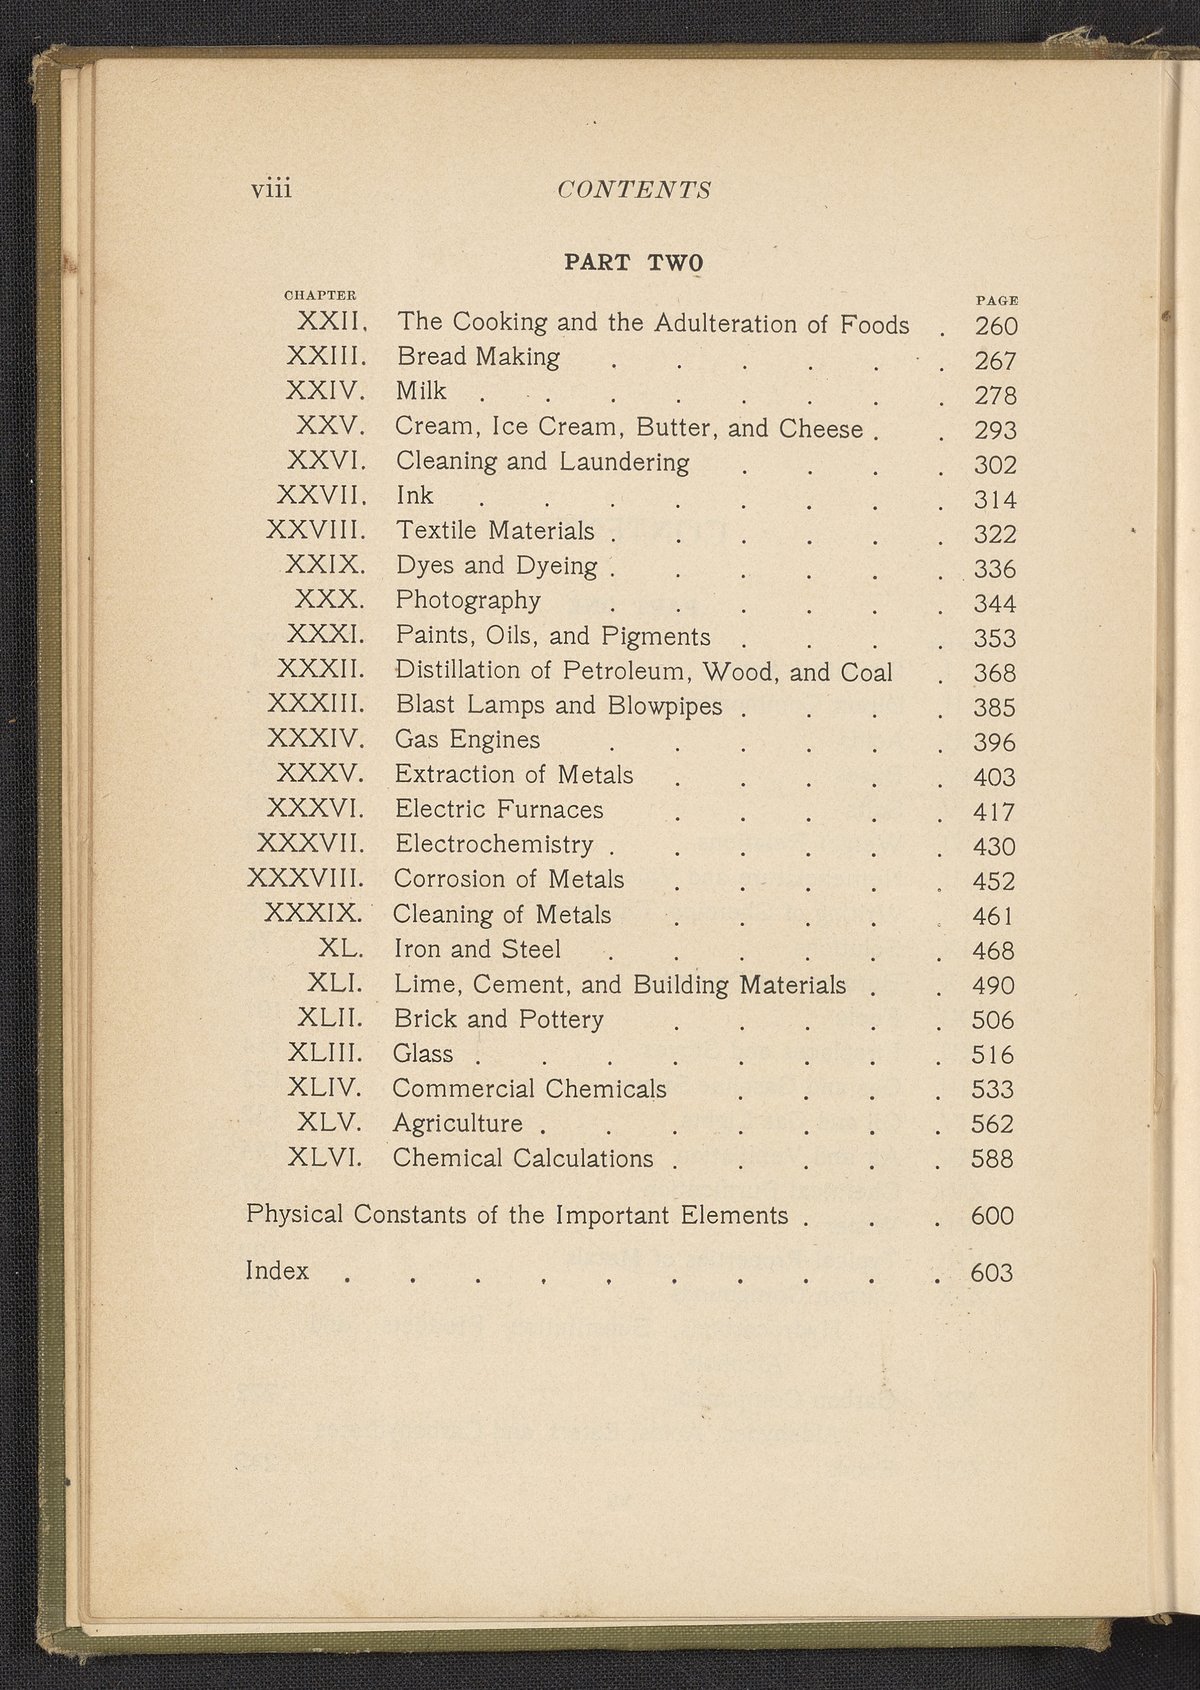 viii CONTENTS
PART TWO
CHAPTER PAGE
XXII. The Cooking and the Adulteration of Foods . 260
XXIII. Bread Making . . . . . . 267
XXIV. Milk . . . . . . . . 278
XXV. Cream, Ice Cream, Butter, and Cheese . . 293
XXVI. Cleaning and Laundering . . . . 302
XXVII. Ink . . . . . . . . 314
XXVIII. Textile Materials . . . . . . 322
XXIX. Dyes and Dyeing . . . . . . 336
XXX. Photography . . . . . . 344
XXXI. Paints, Oils, and Pigments . . . . 353
XXXII. Distillation of Petroleum, Wood, and Coal . 368
XXXIII. Blast Lamps and Blowpipes . . . . 385
XXXIV. Gas Engines . . . . . . 396
XXXV. Extraction of Metals . . . . . 403
XXXVI. Electric Furnaces . . . . . 417
XXXVII. Electrochemistry . . . . . . 430
XXXVIII. Corrosion of Metals . . . . . 452
XXXIX. Cleaning of Metals . . . . . 461
XL. Iron and Steel . . . . . . 468
XLI. Lime, Cement, and Building Materials . . 490
XLII. Brick and Pottery . . . . . 506
XLIII. Glass . . . . . . . . 516
XLIV. Commercial Chemicals . . . . 533
XLV. Agriculture . . . . . . . 562
XLVI. Chemical Calculations . . . . . 588
Physical Constants of the Important Elements . . . 600
Index . . . . . . . . . . 603